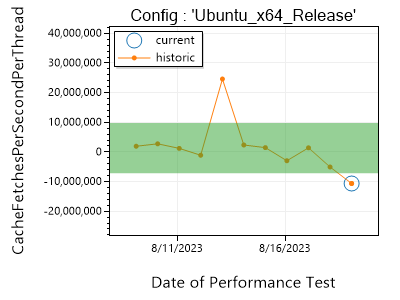 Config : 'Ubuntu_x64_Release'
CacheFetchesPerSecondPerThread
40,000,000
30,000,000
20,000,000
10,000,000
0
-10,000,000
-20,000,000
current
historic
8/11/2023
8/16/2023
Date of Performance Test